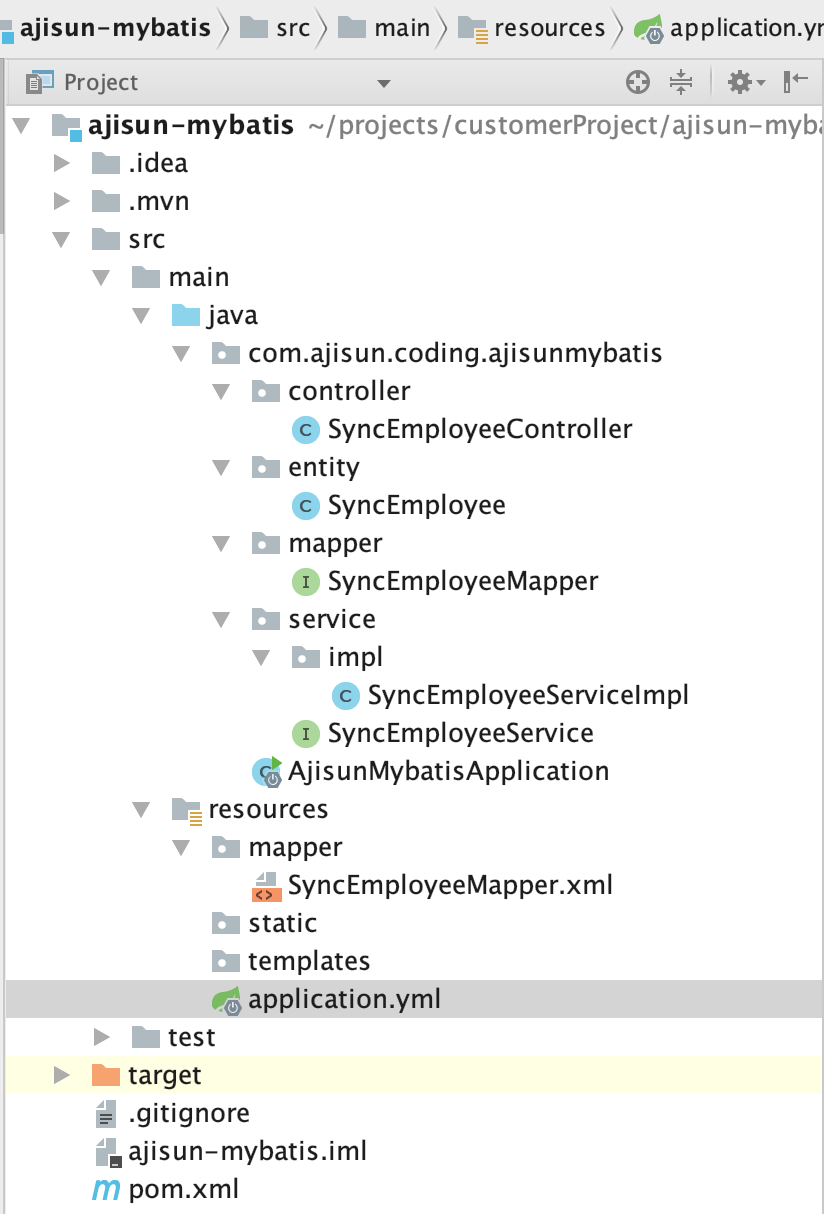 ajisun-mybatis src main resources application.yr
Project
ajisun-mybatis ~/projects/customerProject/ajisun-myba
.idea
.mvn
src
main
java
com.ajisun.coding.ajisunmybatis
controller
C SyncEmployeeController
entity
C SyncEmployee
mapper
I SyncEmployeeMapper
service
impl
C SyncEmployeeServiceImpl
I SyncEmployeeService
C AjisunMybatisApplication
resources
mapper
<> SyncEmployeeMapper.xml
static
templates
application.yml
test
target
.gitignore
ajisun-mybatis.iml
m pom.xml